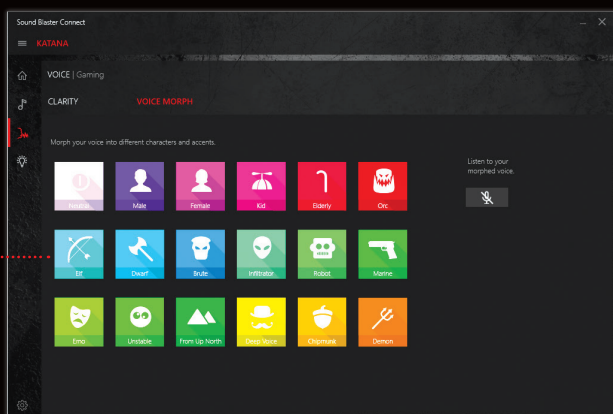 Sound Blaster Connect
KATANA
VOICE | Gaming
CLARITY VOICE MORPH
Morph your voice into different characters and accents.
Listen to your
morphed voice.
Neutral Male Female Kid Elderly Orc
Elf Dwarf Brute Infiltrator Robot Marine
Emo Unstable From Up North Deep Voice Chipmunk Demon